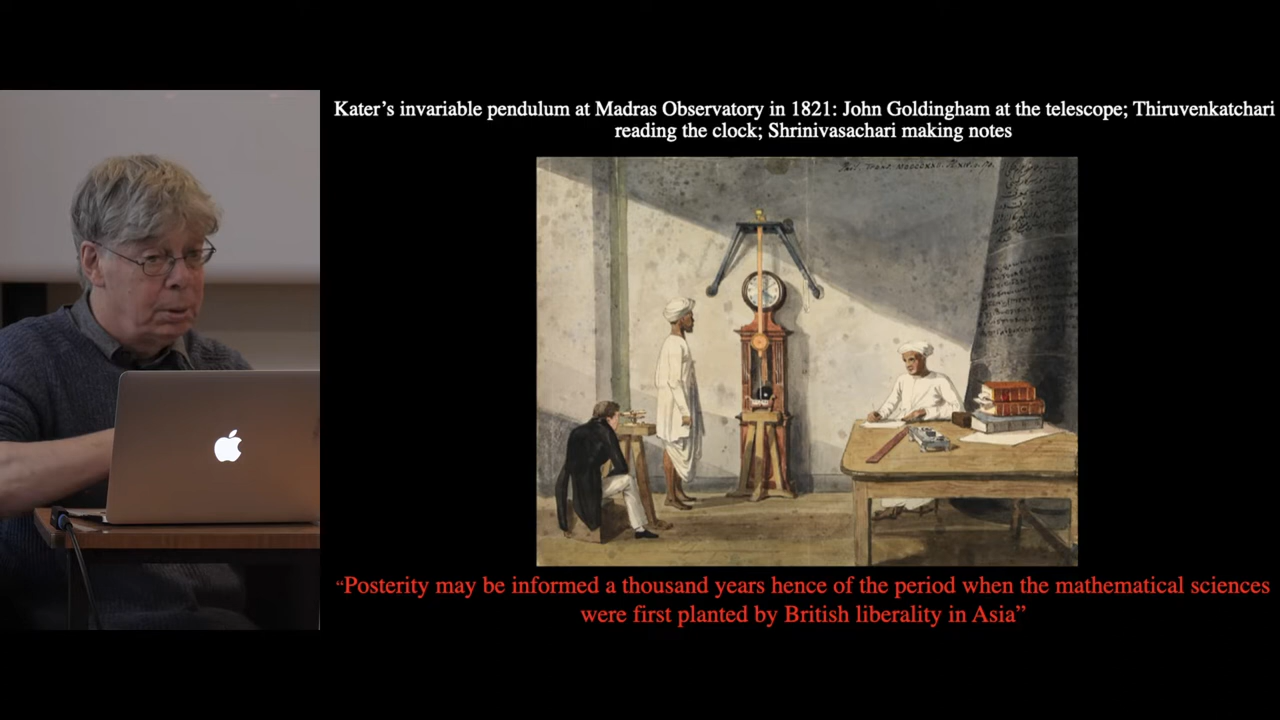 Kater’s invariable pendulum at Madras Observatory in 1821: John Goldingham at the telescope; Thiruvenkatchari
reading the clock; Shrinivasachari making notes
“Posterity may be informed a thousand years hence of the period when the mathematical sciences
were first planted by British liberality in Asia”